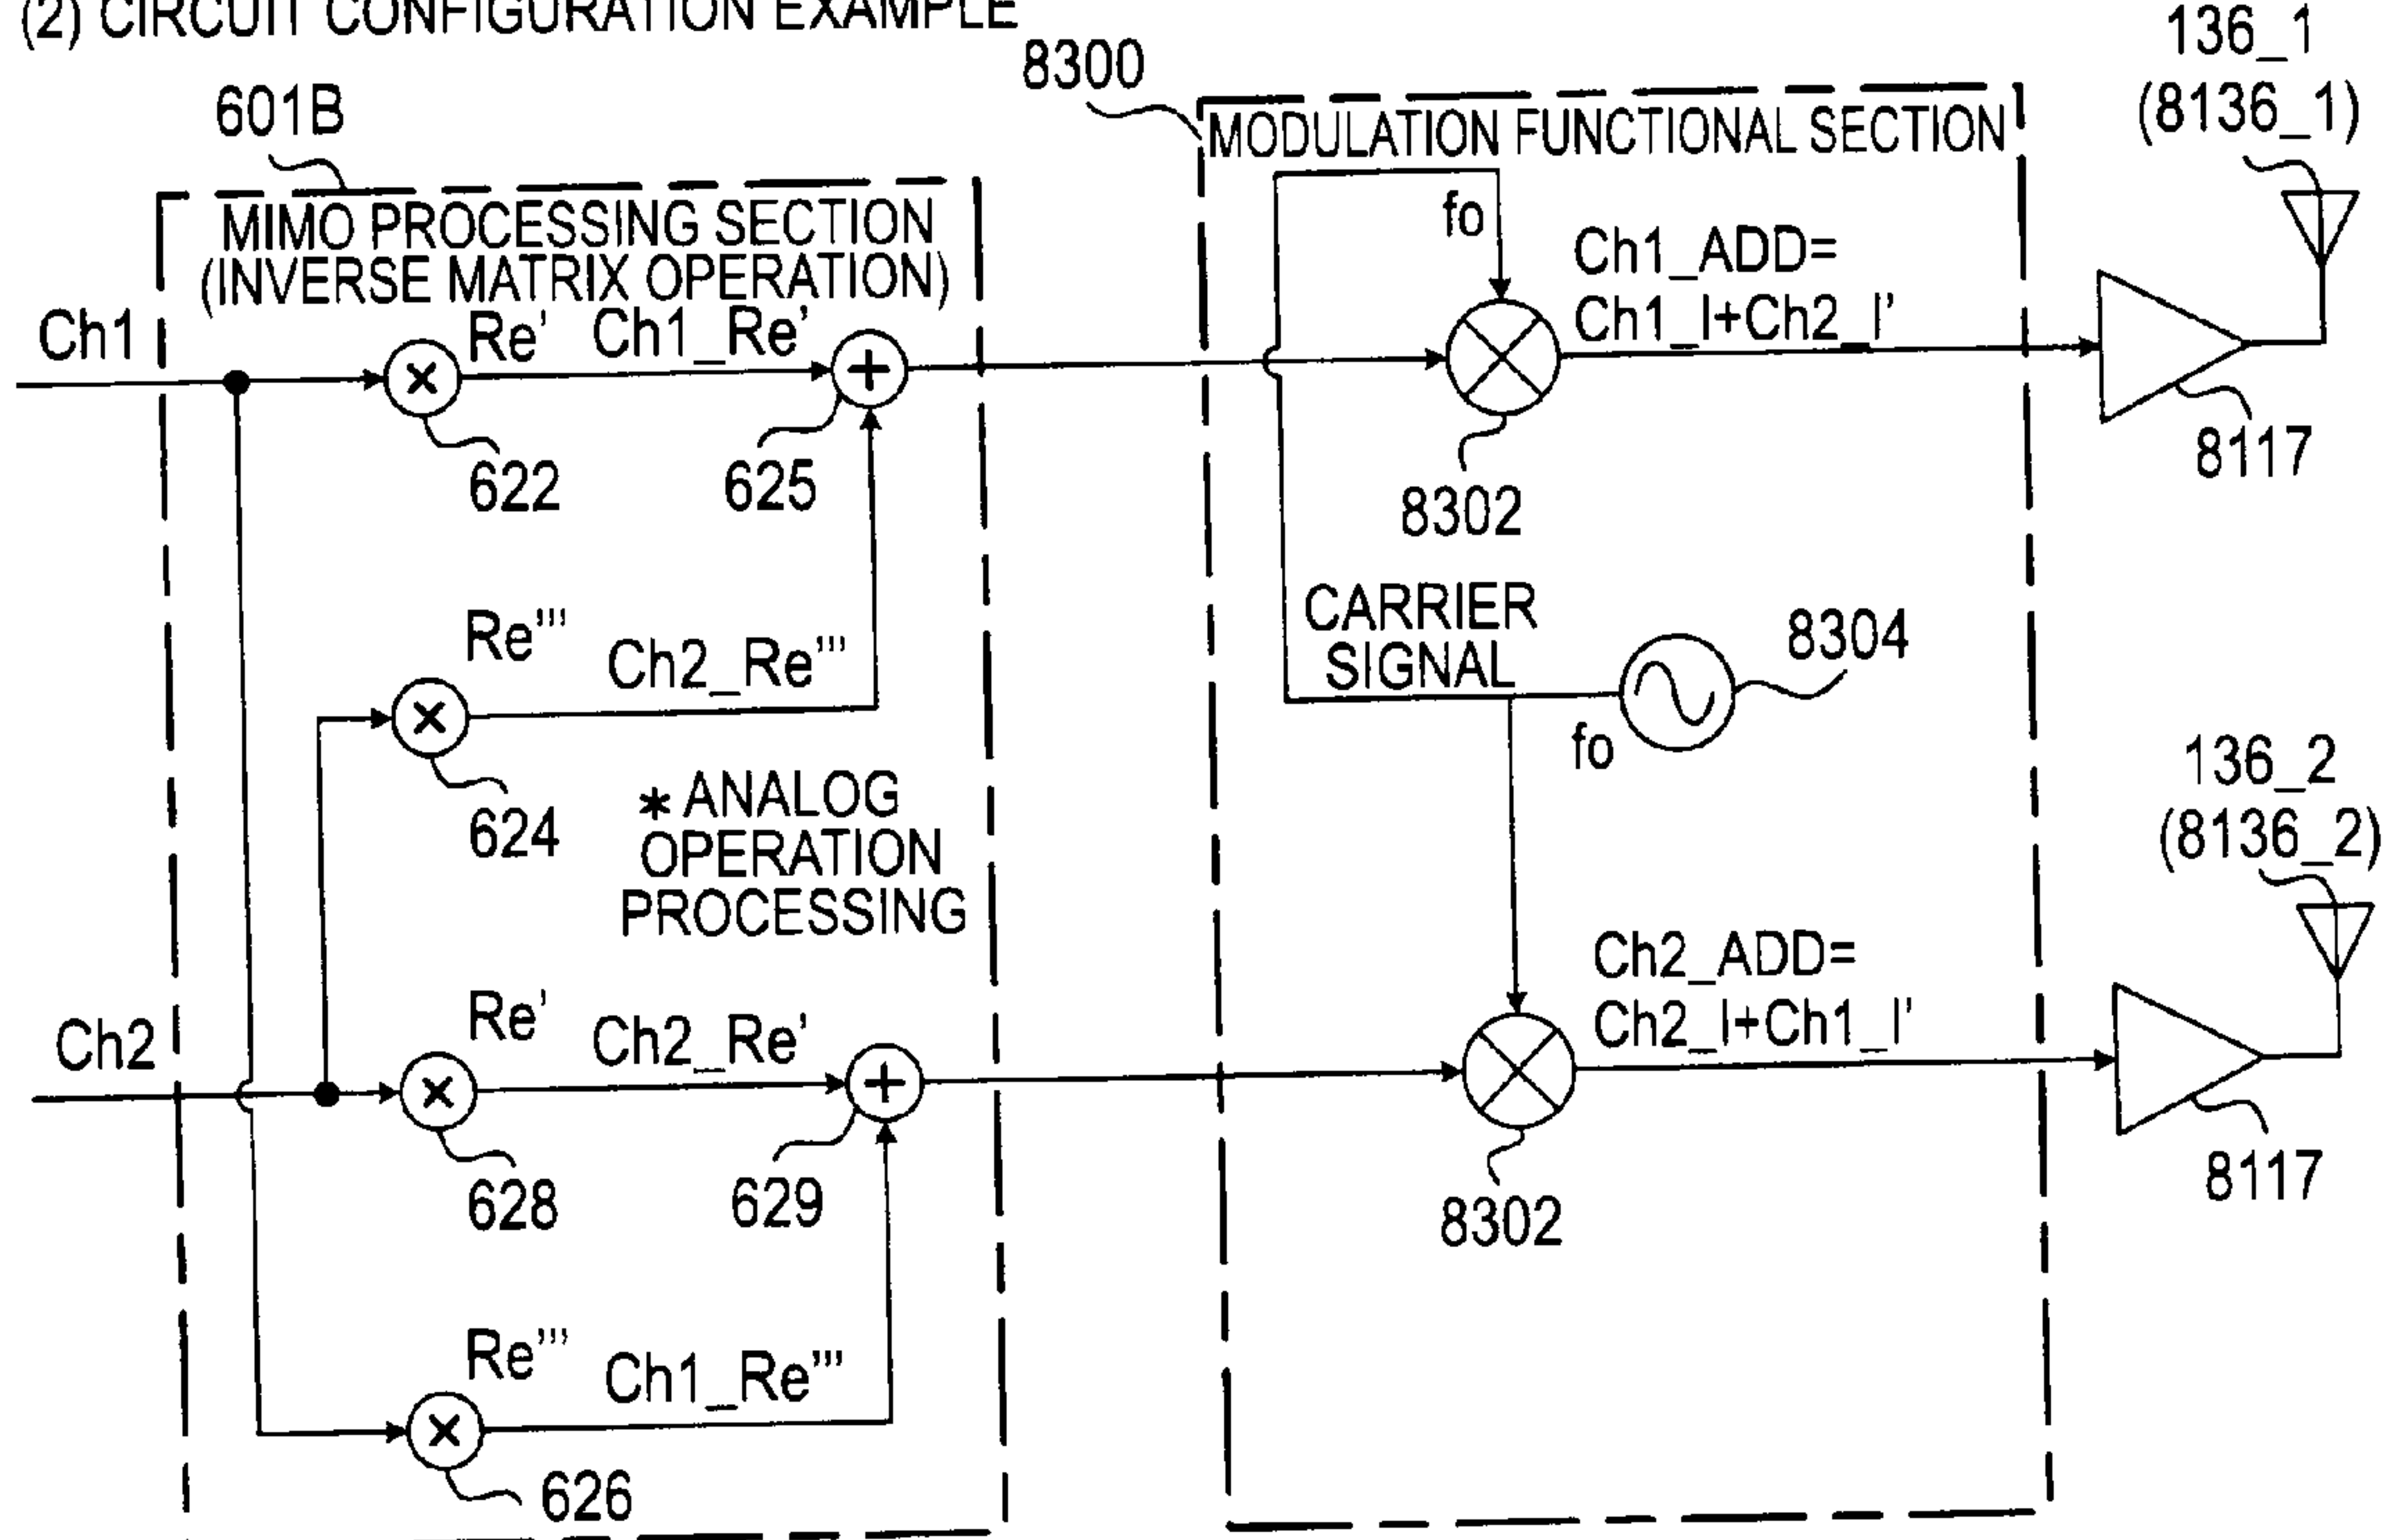 (2) CIRCUIT CONFIGURATION EXAMPLE
601B
8300
136_1
(8136_1)
MODULATION FUNCTIONAL SECTION
MIMO PROCESSING SECTION
(INVERSE MATRIX OPERATION)
fo
Ch1_ADD=
Ch1_I+Ch2_I'
Ch1
Re'
Ch1_Re'
622
625
8302
8117
Re'''
Ch2_Re'''
CARRIER
SIGNAL
8304
fo
624
* ANALOG
OPERATION
PROCESSING
136_2
(8136_2)
Ch2_ADD=
Ch2_I+Ch1_I'
Ch2
Re'
Ch2_Re'
628
629
8302
8117
Re'''
Ch1_Re'''
626